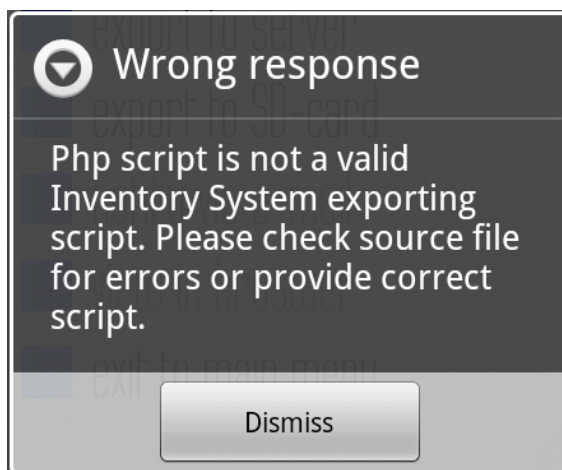 export to server
Wrong response
export to SD-card
Php script is not a valid
Inventory System exporting
script. Please check source file
for errors or provide correct
script.
exit to main menu
Dismiss